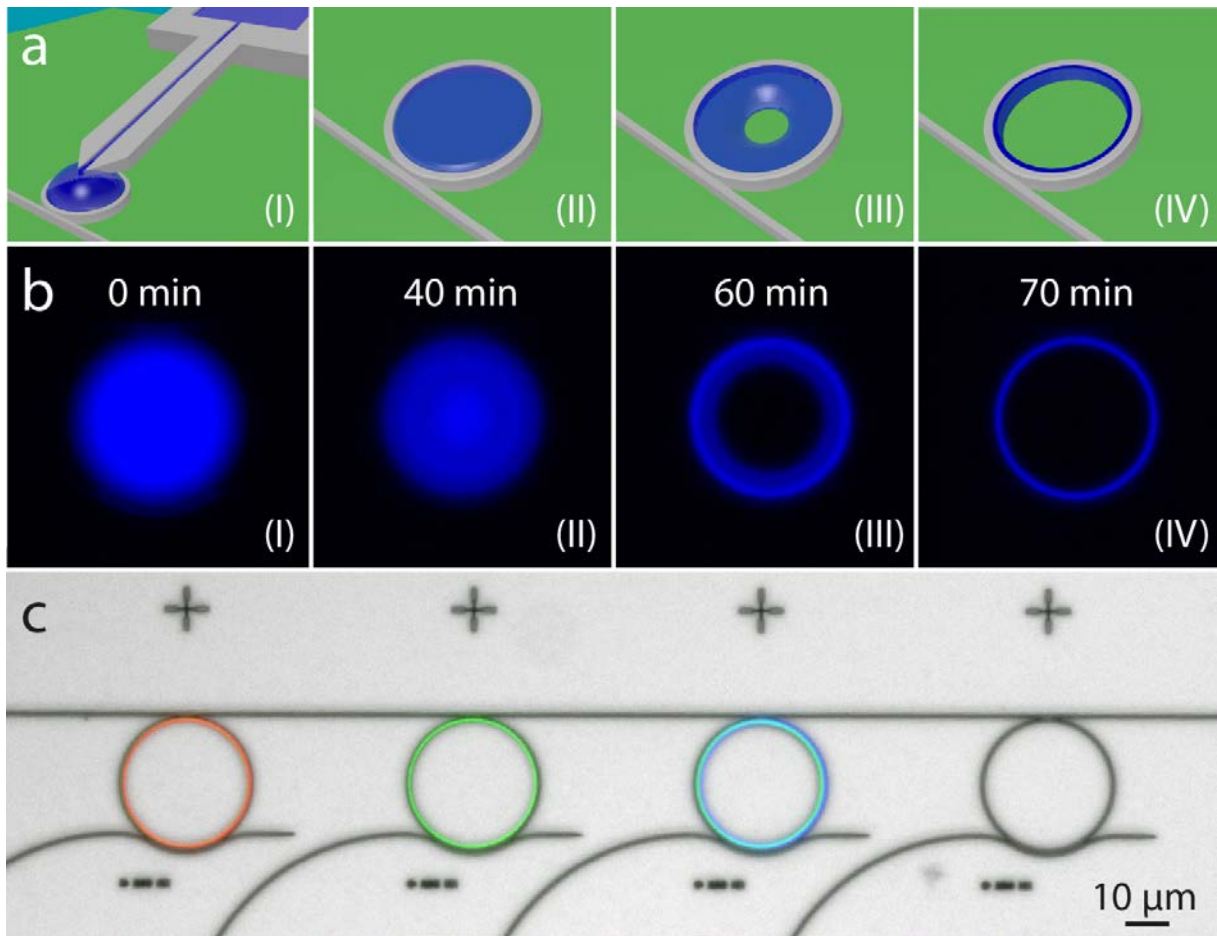 a
(I) (II) (III) (IV)
b
0 min 40 min 60 min 70 min
(I) (II) (III) (IV)
c
10 µm